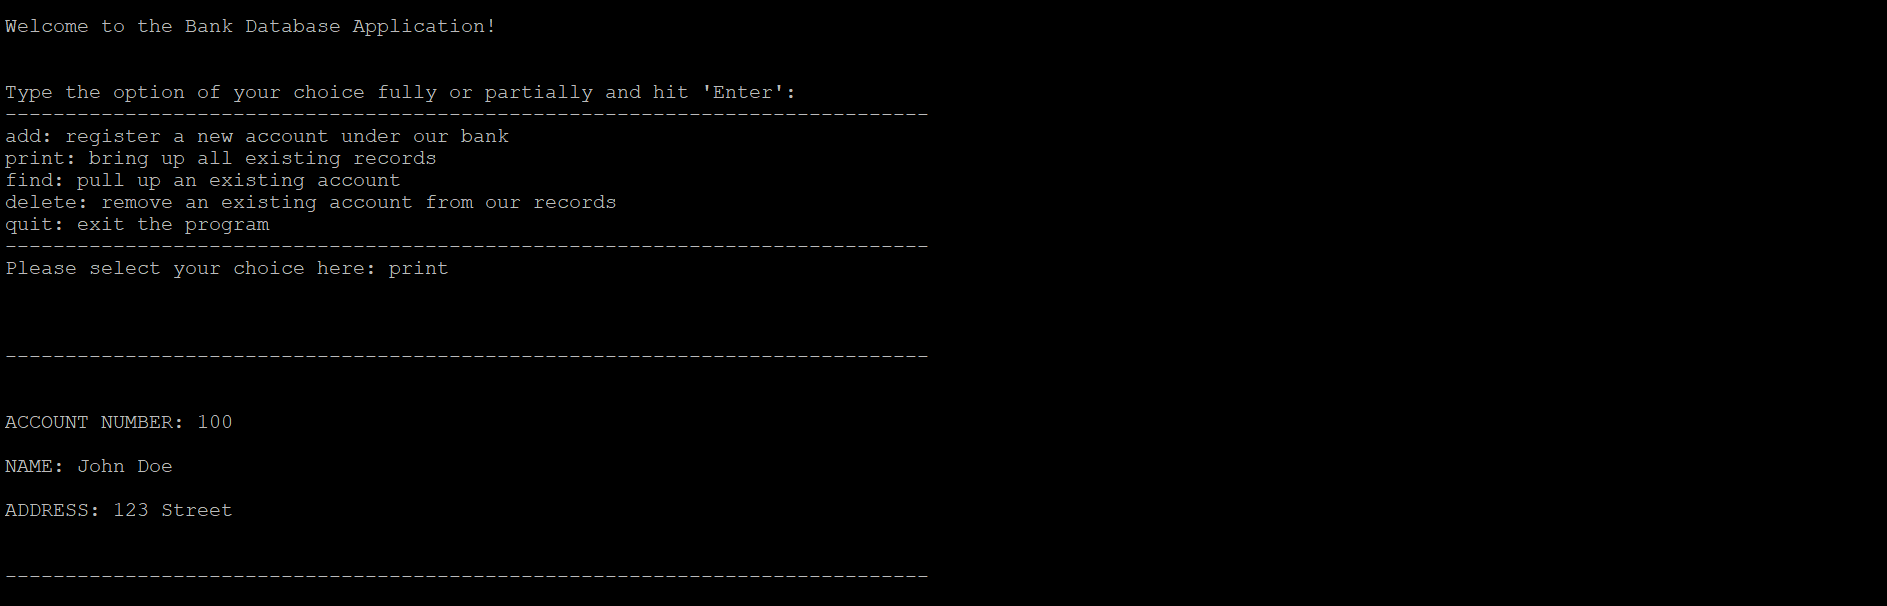 Welcome to the Bank Database Application!
Type the option of your choice fully or partially and hit 'Enter':
-----------------------------------------------------------------------------
add: register a new account under our bank
print: bring up all existing records
find: pull up an existing account
delete: remove an existing account from our records
quit: exit the program
-----------------------------------------------------------------------------
Please select your choice here: print
-----------------------------------------------------------------------------
ACCOUNT NUMBER: 100
NAME: John Doe
ADDRESS: 123 Street
-----------------------------------------------------------------------------